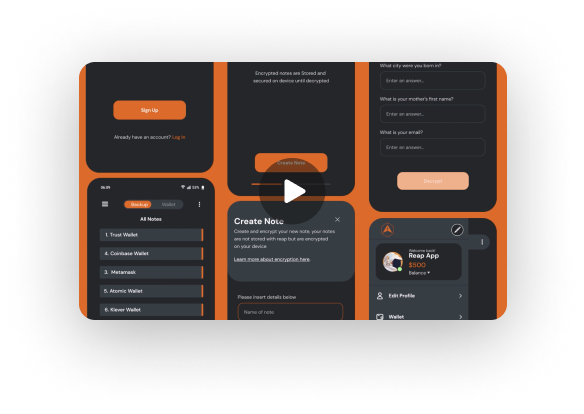 Sign Up
Already have an account? Log In
06:09
52%
Backup
Wallet
All Notes
1. Trust Wallet
4. Coinbase Wallet
3. Metamask
5. Atomic Wallet
6. Klever Wallet
Encrypted notes are Stored and
secured on device until decrypted
Create Note
Create Note
Create and encrypt your new note, your notes
are not stored with reap but are encrypted
on your device
Learn more about encryption here.
Please insert details below
Name of note
What city were you born in?
Enter an answer..
What is your mother's first name?
Enter an answer..
What is your email?
Enter an answer..
Decrypt
Welcome back!
Reap App
$500
Balance
Edit Profile
Wallet